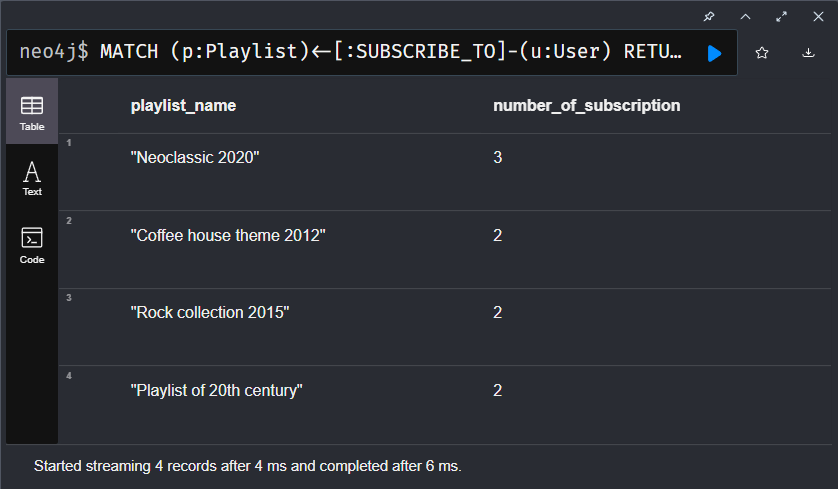 neo4j$ MATCH (p:Playlist)<-[:SUBSCRIBE_TO]-(u:User) RETU…
Table
Text
Code
playlist_name number_of_subscription
1 "Neoclassic 2020" 3
2 "Coffee house theme 2012" 2
3 "Rock collection 2015" 2
4 "Playlist of 20th century" 2
Started streaming 4 records after 4 ms and completed after 6 ms.